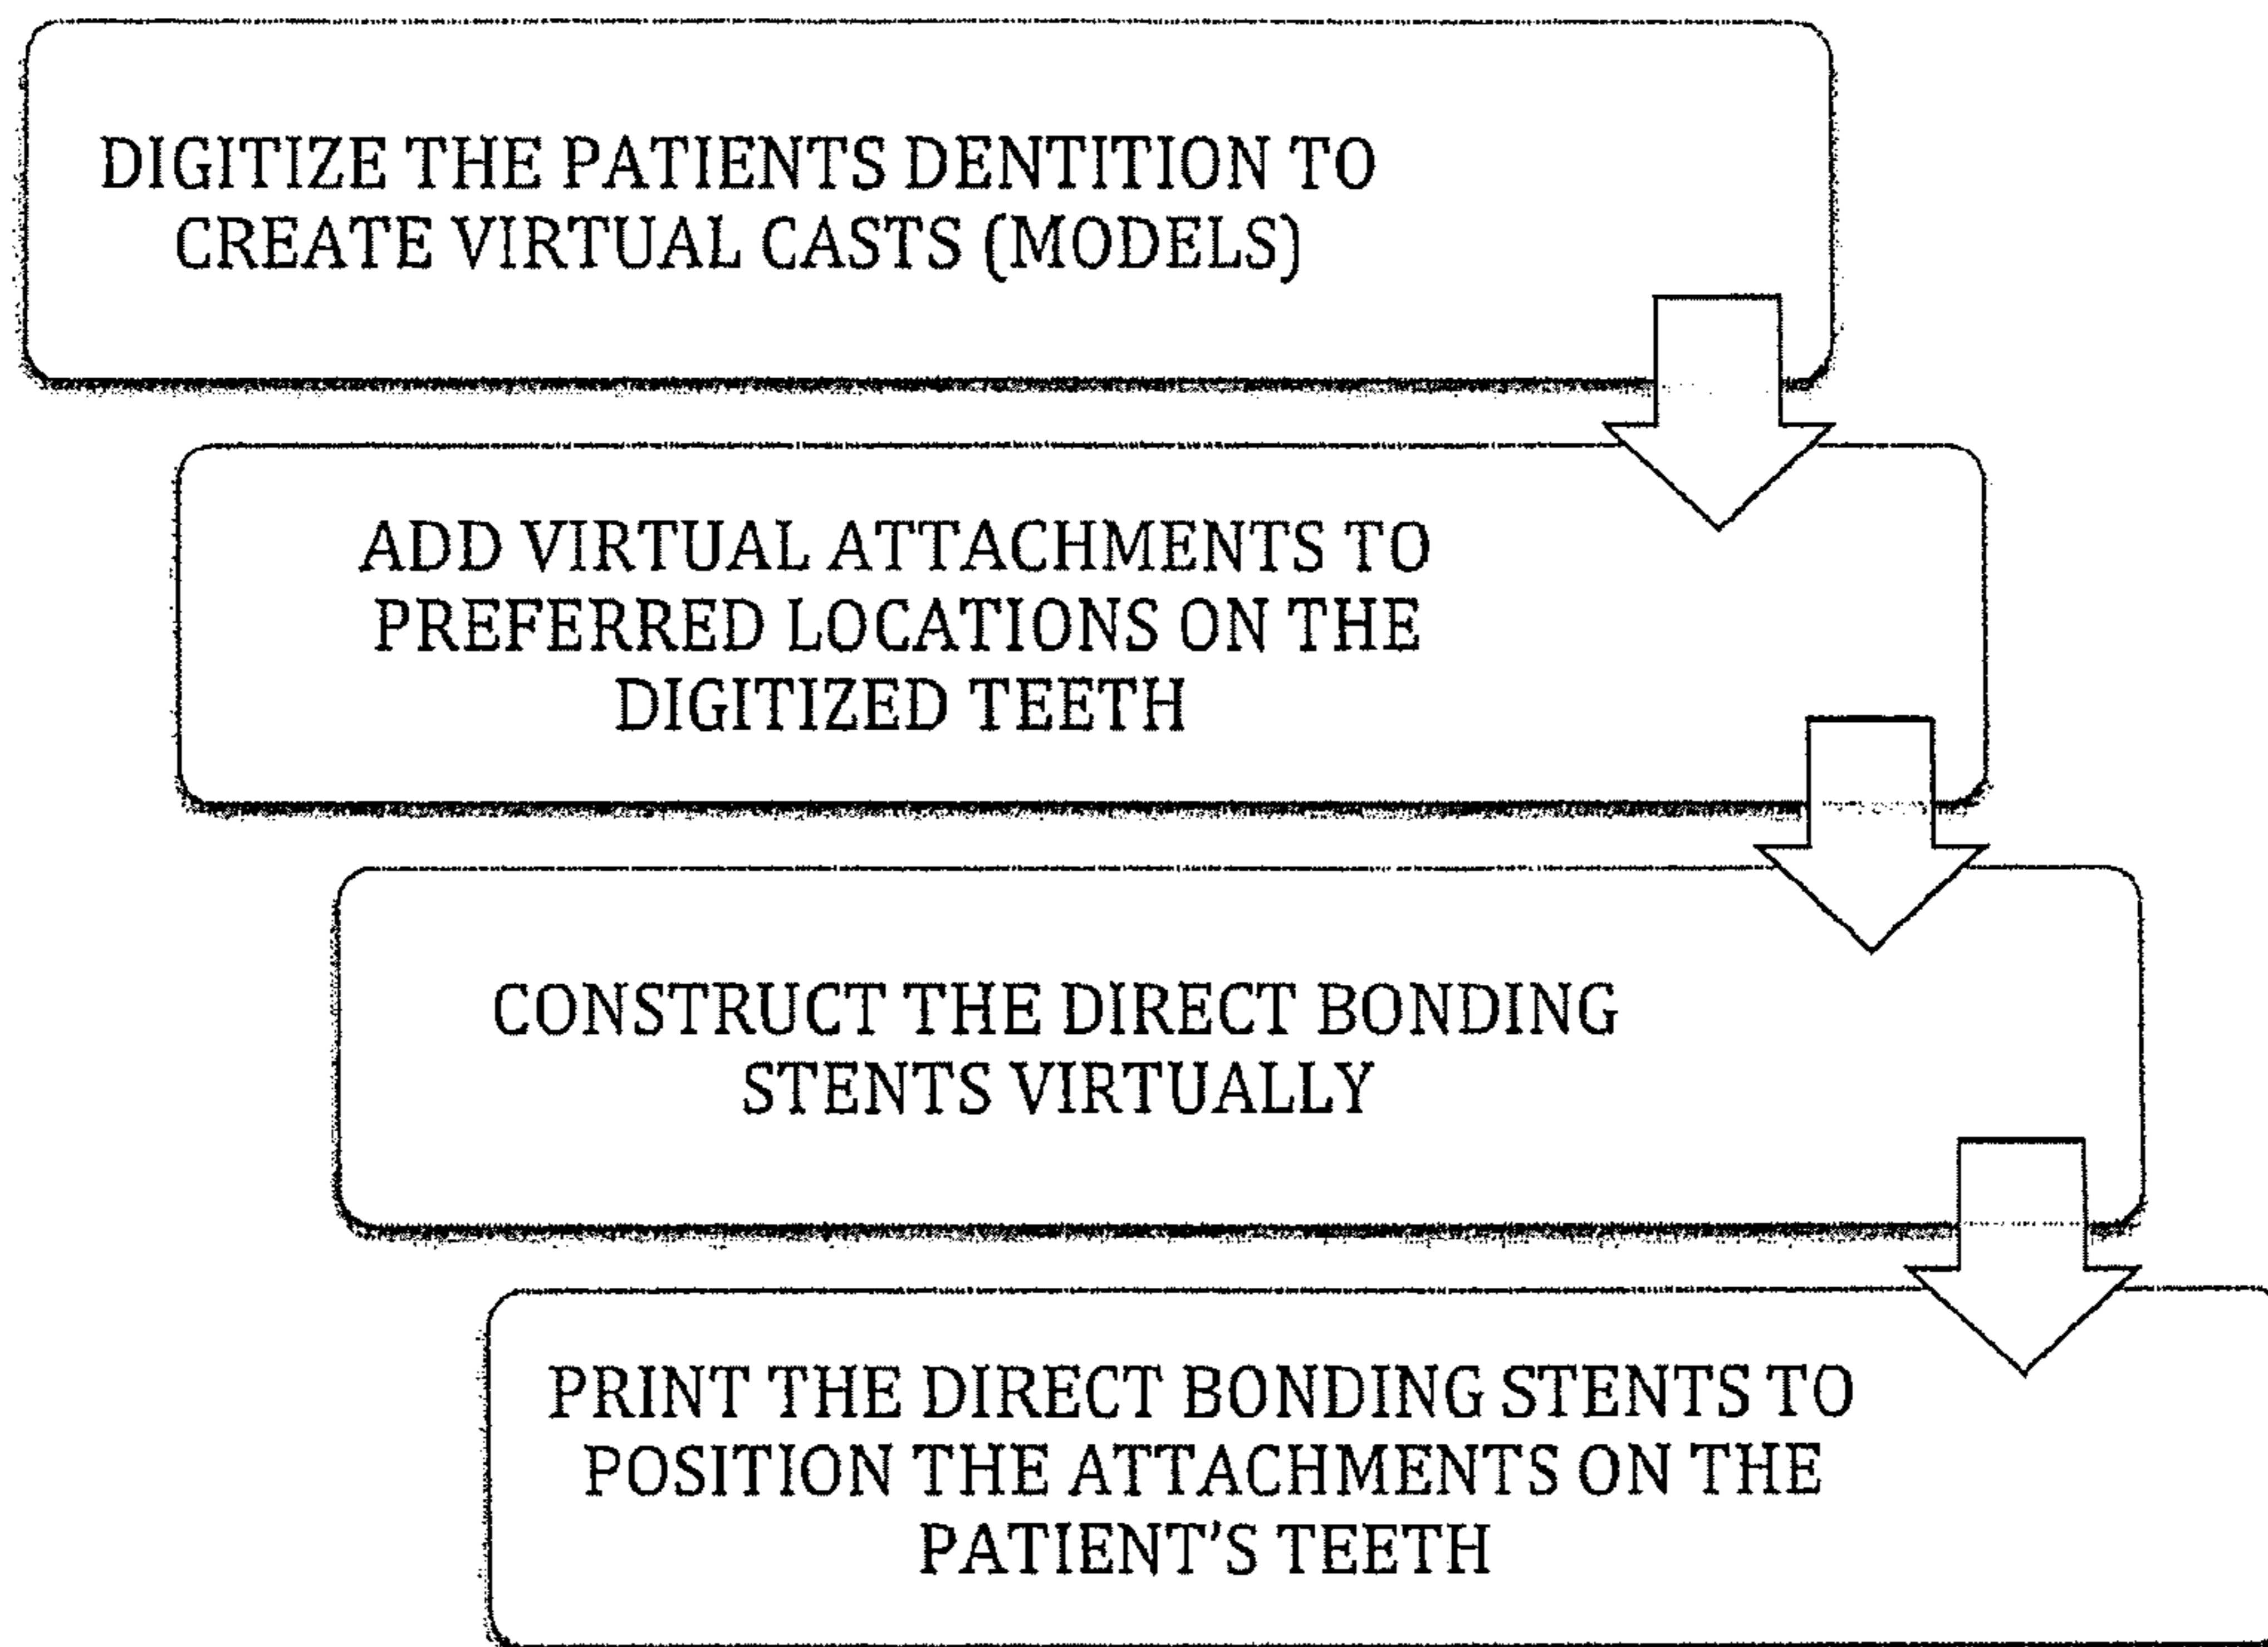 DIGITIZE THE PATIENTS DENTITION TO
CREATE VIRTUAL CASTS (MODELS)
ADD VIRTUAL ATTACHMENTS TO
PREFERRED LOCATIONS ON THE
DIGITIZED TEETH
CONSTRUCT THE DIRECT BONDING
STENTS VIRTUALLY
PRINT THE DIRECT BONDING STENTS TO
POSITION THE ATTACHMENTS ON THE
PATIENT'S TEETH